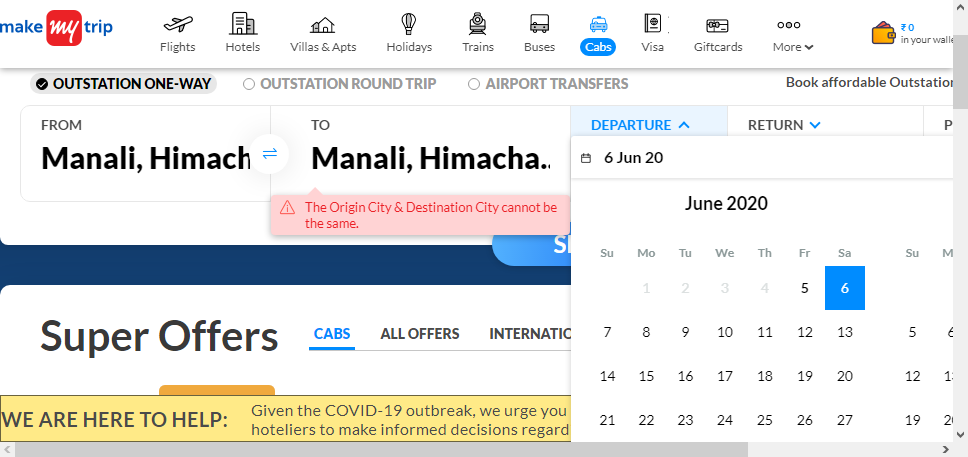 make my trip
Flights
Hotels
Villas & Apts
Holidays
Trains
Buses
Cabs
Visa
Giftcards
More
₹ 0
in your walle
OUTSTATION ONE-WAY
OUTSTATION ROUND TRIP
AIRPORT TRANSFERS
Book affordable Outstation
FROM
Manali, Himach
TO
Manali, Himacha..
DEPARTURE
RETURN
P
The Origin City & Destination City cannot be
the same.
6 Jun 20
June 2020
Su Mo Tu We Th Fr Sa
1 2 3 4 5 6
7 8 9 10 11 12 13
14 15 16 17 18 19 20
21 22 23 24 25 26 27
Su M
5 6
12 13
19 20
S
Super Offers
CABS
ALL OFFERS
INTERNATIO
WE ARE HERE TO HELP:
Given the COVID-19 outbreak, we urge you
hoteliers to make informed decisions regard